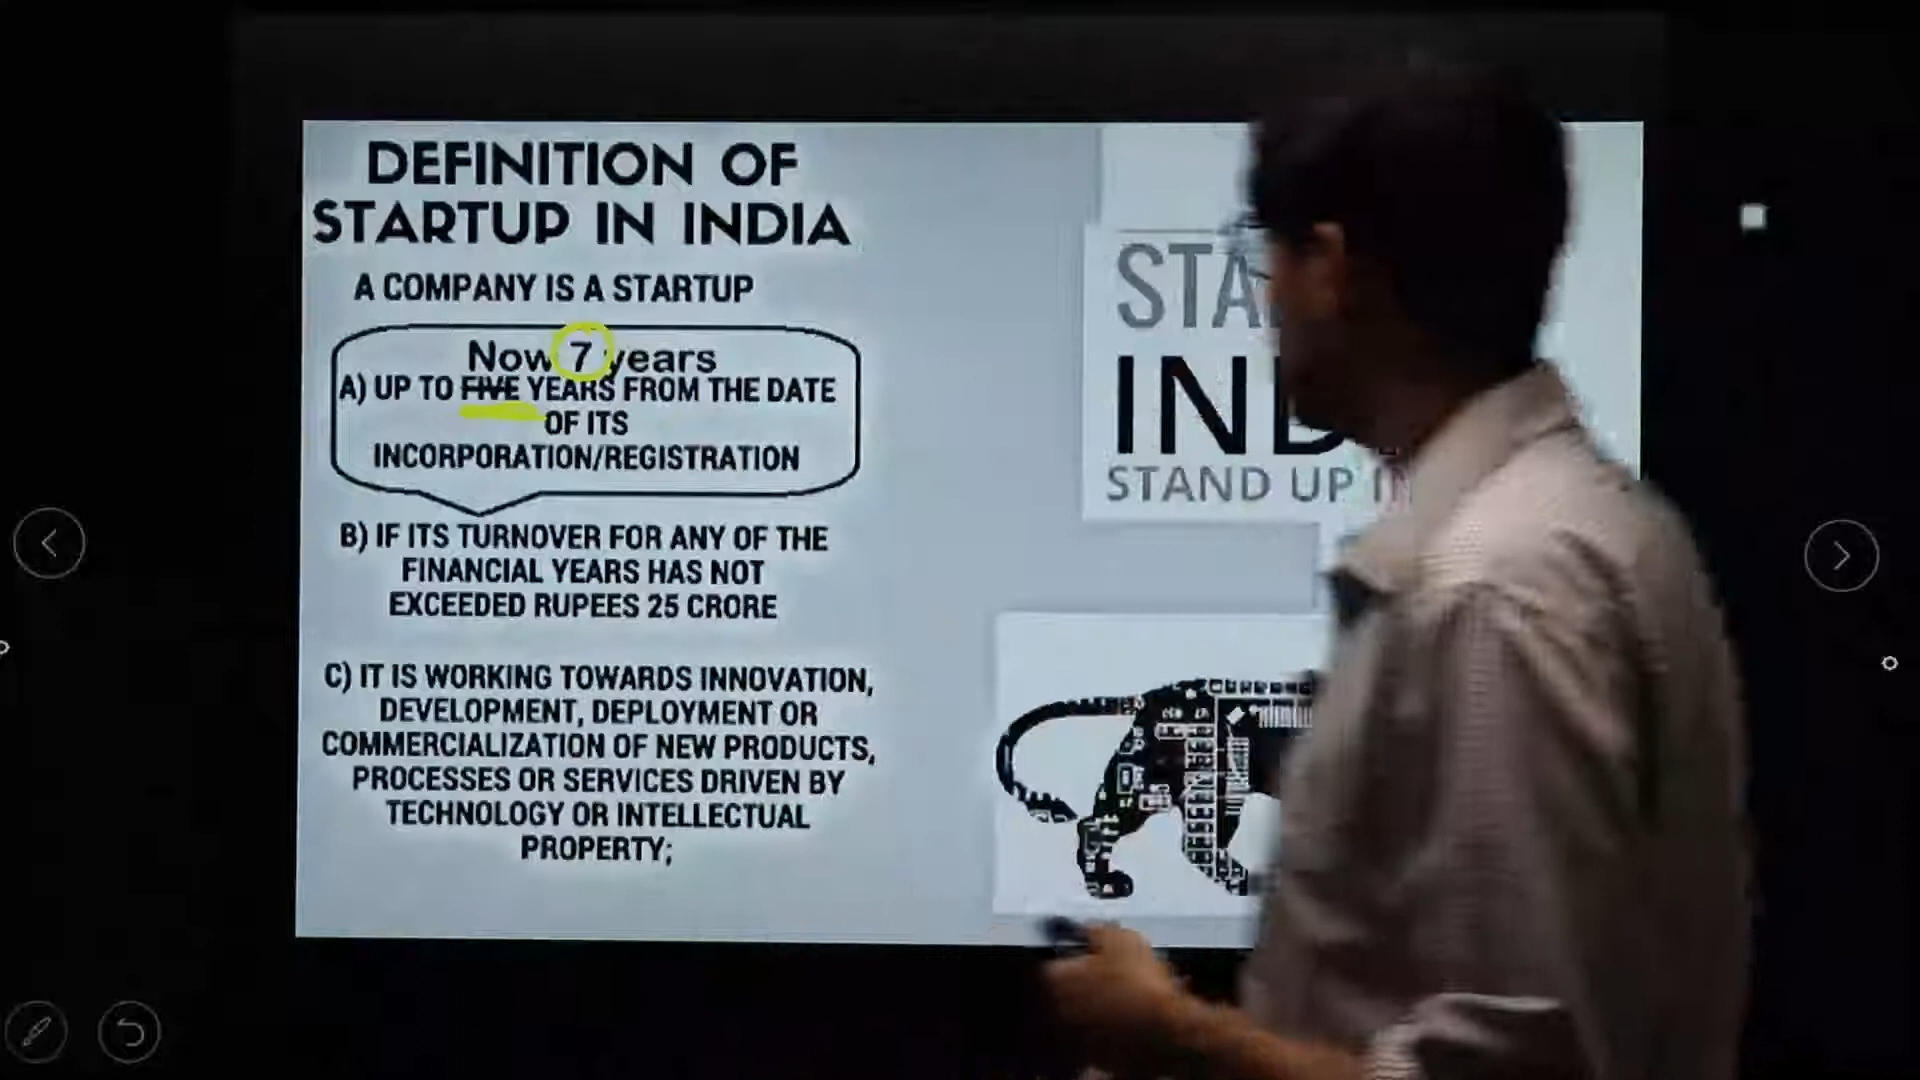 DEFINITION OF
STARTUP IN INDIA
A COMPANY IS A STARTUP
Now 7 years
A) UP TO FIVE YEARS FROM THE DATE
OF ITS
INCORPORATION/REGISTRATION
B) IF ITS TURNOVER FOR ANY OF THE
FINANCIAL YEARS HAS NOT
EXCEEDED RUPEES 25 CRORE
C) IT IS WORKING TOWARDS INNOVATION,
DEVELOPMENT, DEPLOYMENT OR
COMMERCIALIZATION OF NEW PRODUCTS,
PROCESSES OR SERVICES DRIVEN BY
TECHNOLOGY OR INTELLECTUAL
PROPERTY;
STAND UP